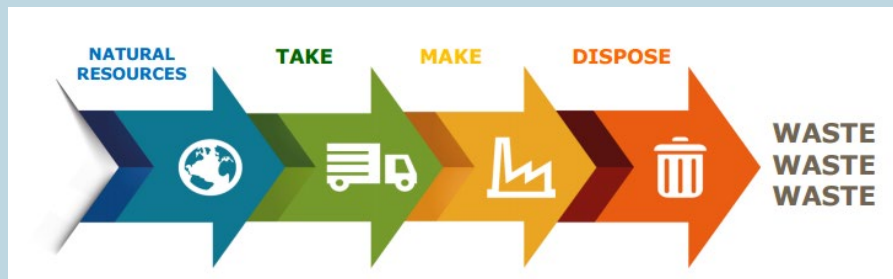 NATURAL
RESOURCES
TAKE
MAKE
DISPOSE
WASTE
WASTE
WASTE